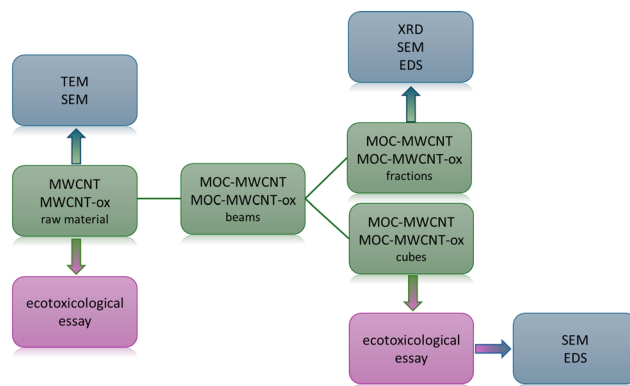 XRD
SEM
EDS
TEM
SEM
MWCNT
MWCNT-ox
raw material
MOC-MWCNT
MOC-MWCNT-ox
beams
MOC-MWCNT
MOC-MWCNT-ox
fractions
MOC-MWCNT
MOC-MWCNT-ox
cubes
ecotoxicological
essay
ecotoxicological
essay
SEM
EDS